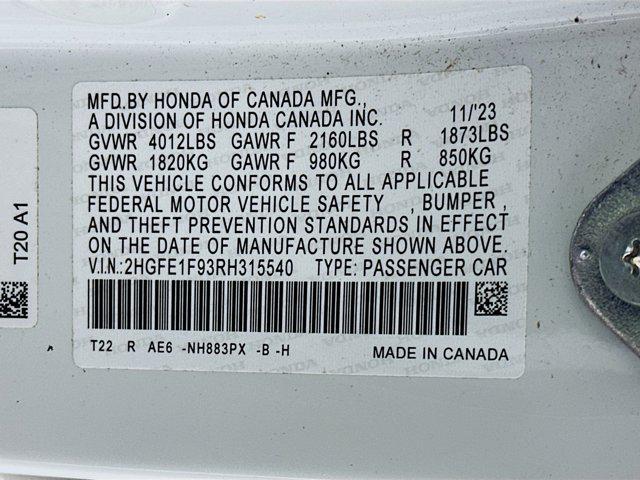 MFD.BY HONDA OF CANADA MFG.,
A DIVISION OF HONDA CANADA INC. 11/'23
GVWR 4012LBS GAWR F 2160LBS R 1873LBS
GVWR 1820KG GAWR F 980KG R 850KG
THIS VEHICLE CONFORMS TO ALL APPLICABLE
FEDERAL MOTOR VEHICLE SAFETY , BUMPER ,
AND THEFT PREVENTION STANDARDS IN EFFECT
ON THE DATE OF MANUFACTURE SHOWN ABOVE.
V.I.N.:2HGFE1F93RH315540 TYPE: PASSENGER CAR
T22 R AE6 -NH883PX -B -H MADE IN CANADA
T20 A1